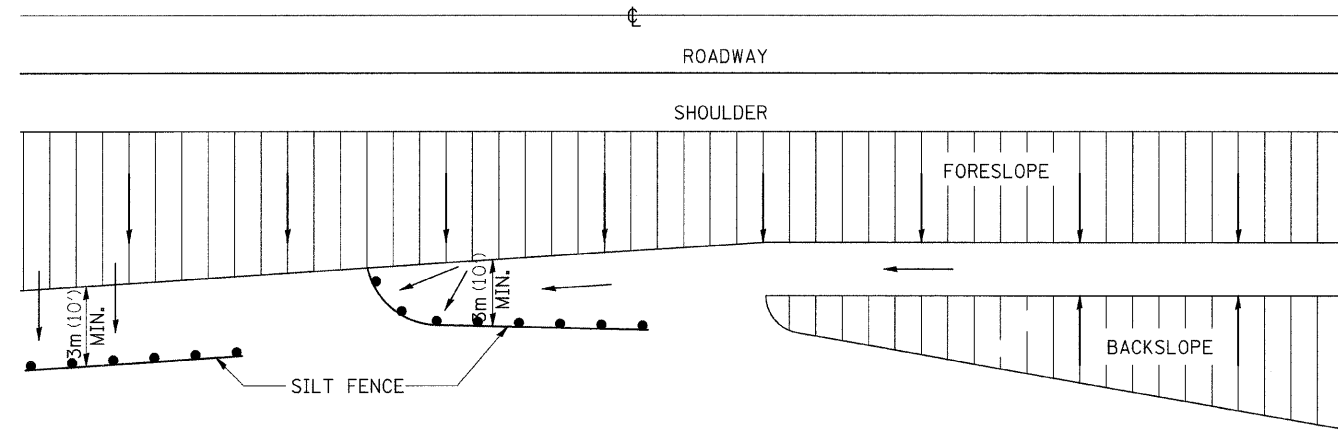 ℄
ROADWAY
SHOULDER
FORESLOPE
3m (10')
MIN.
3m (10')
MIN.
BACKSLOPE
SILT FENCE